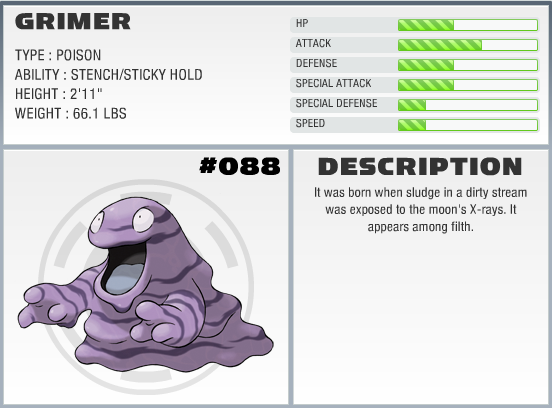 GRIMER
TYPE : POISON
ABILITY : STENCH/STICKY HOLD
HEIGHT : 2'11"
WEIGHT : 66.1 LBS
HP
ATTACK
DEFENSE
SPECIAL ATTACK
SPECIAL DEFENSE
SPEED
#088
DESCRIPTION
It was born when sludge in a dirty stream
was exposed to the moon's X-rays. It
appears among filth.